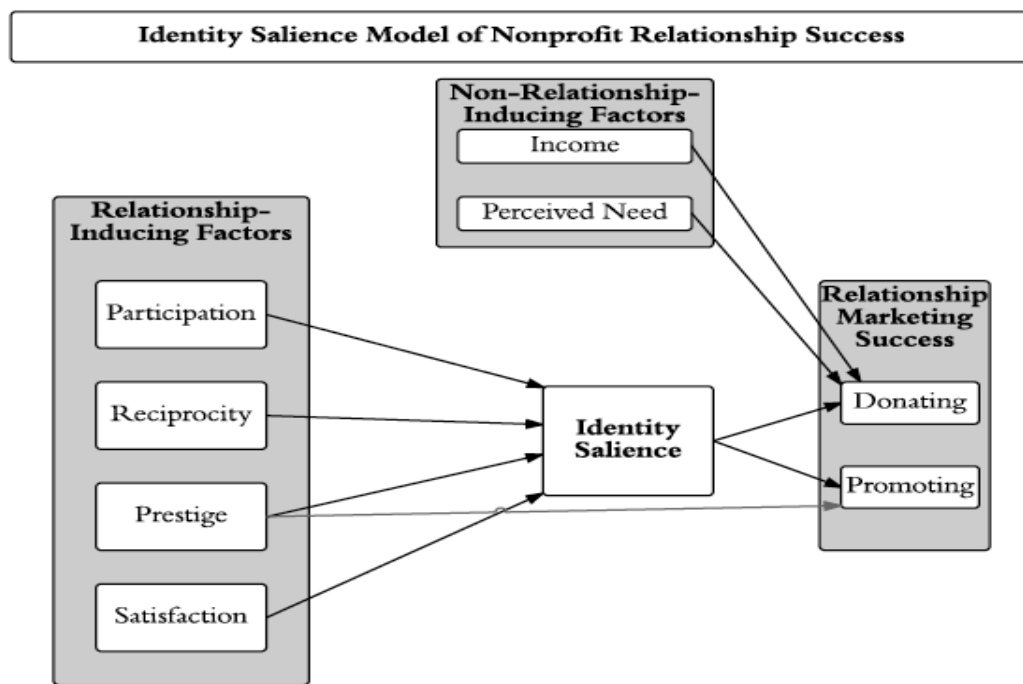 Identity Salience Model of Nonprofit Relationship Success
Non-Relationship-
Inducing Factors
Income
Perceived Need
Relationship-
Inducing Factors
Participation
Reciprocity
Prestige
Satisfaction
Identity
Salience
Relationship
Marketing
Success
Donating
Promoting